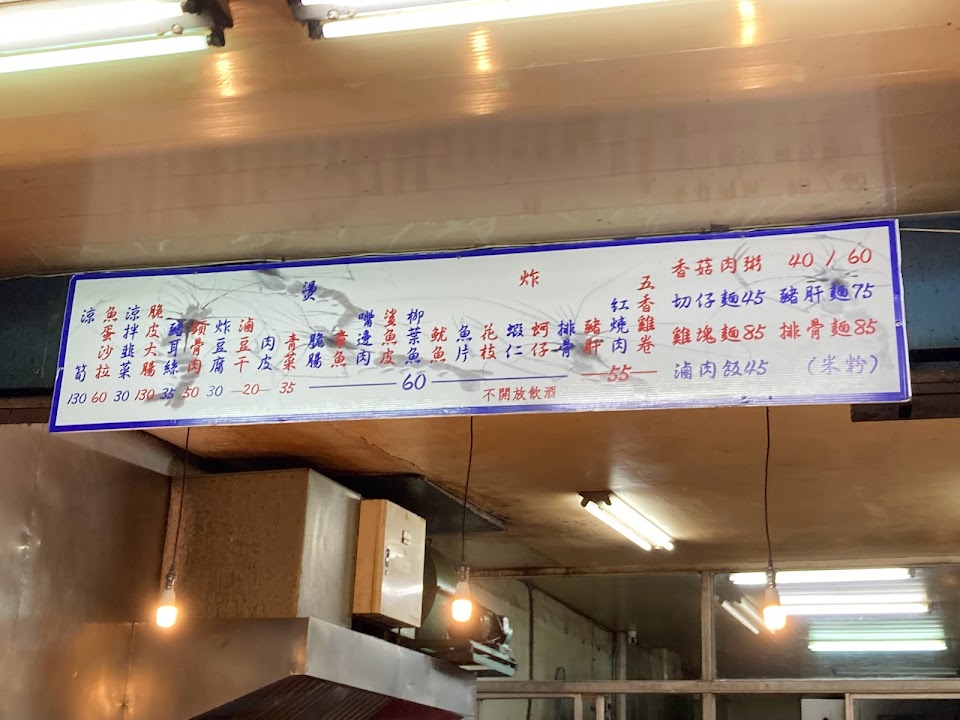 涼筍 130
魚蛋沙拉 60
涼拌韭菜 30
脆皮大腸 130
豬耳絲 35
頭骨肉 50
炸豆腐 30
滷豆干
肉皮
20
青菜 35
燙
腸
章魚
嘴邊肉
鯊魚皮
柳葉魚
魷魚
魚片
花枝
蝦仁
蚵仔
炸
排骨
60
豬肝
紅燒肉
五香雞卷
55
不開放飲酒
香菇肉粥 40/60
切仔麵45 豬肝麵75
雞塊麵85 排骨麵85
滷肉飯45 (米粉)